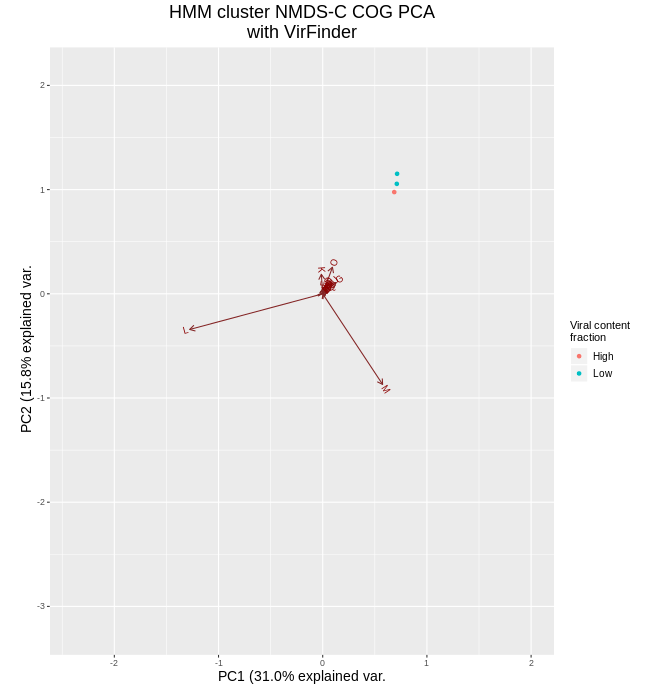 HMM cluster NMDS-C COG PCA
with VirFinder
PC2 (15.8% explained var.
2
1
0
-1
-2
-3
K
O
G
L
M
-2
-1
0
1
2
PC1 (31.0% explained var.
Viral content
fraction
High
Low